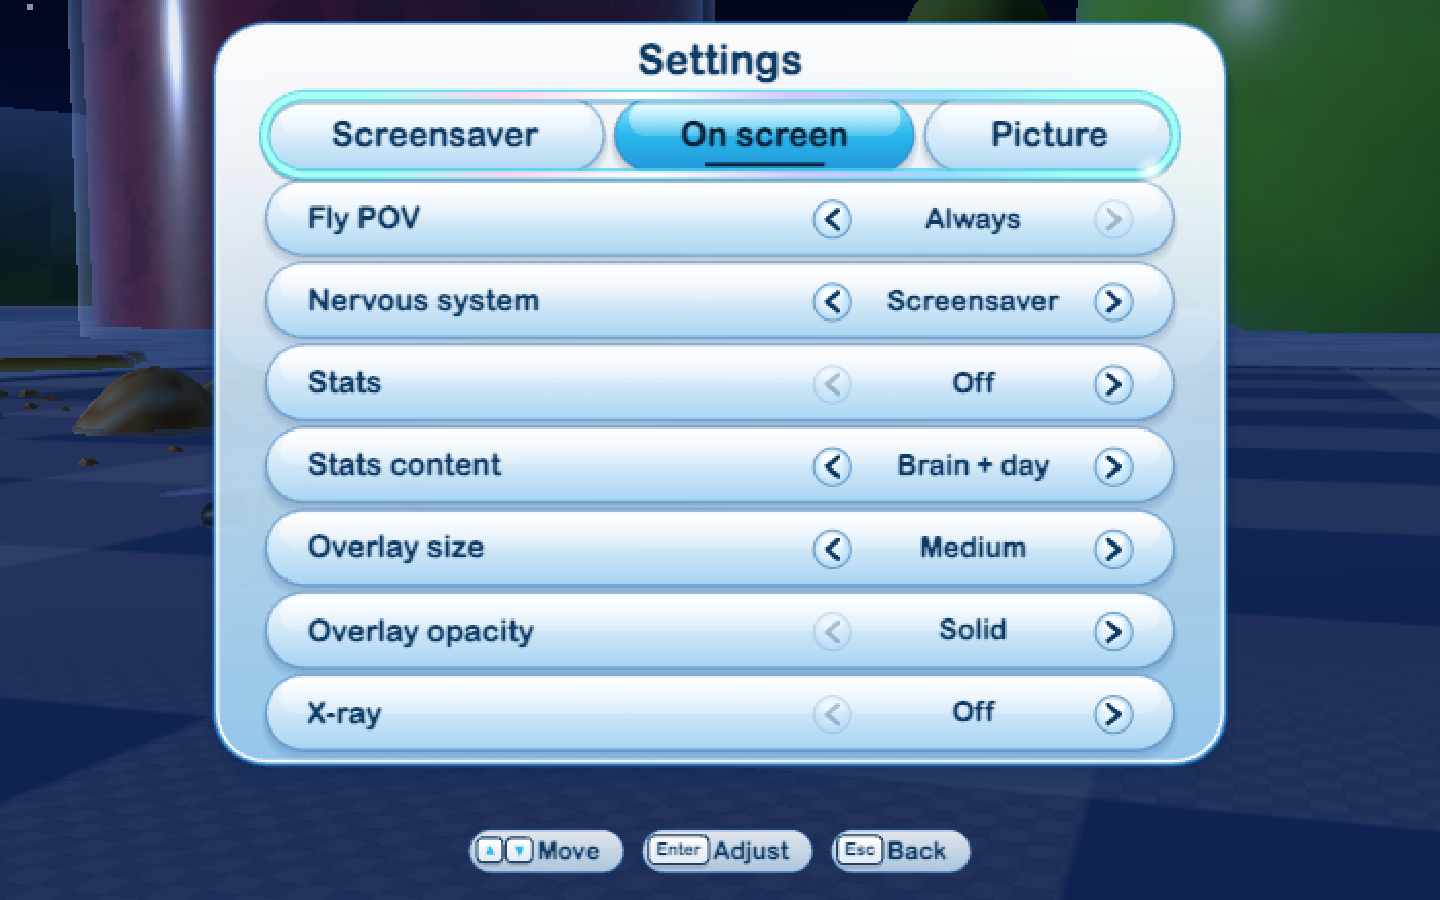 Settings
Screensaver On screen Picture
Fly POV Always
Nervous system Screensaver
Stats Off
Stats content Brain + day
Overlay size Medium
Overlay opacity Solid
X-ray Off
Move Enter Adjust Esc Back